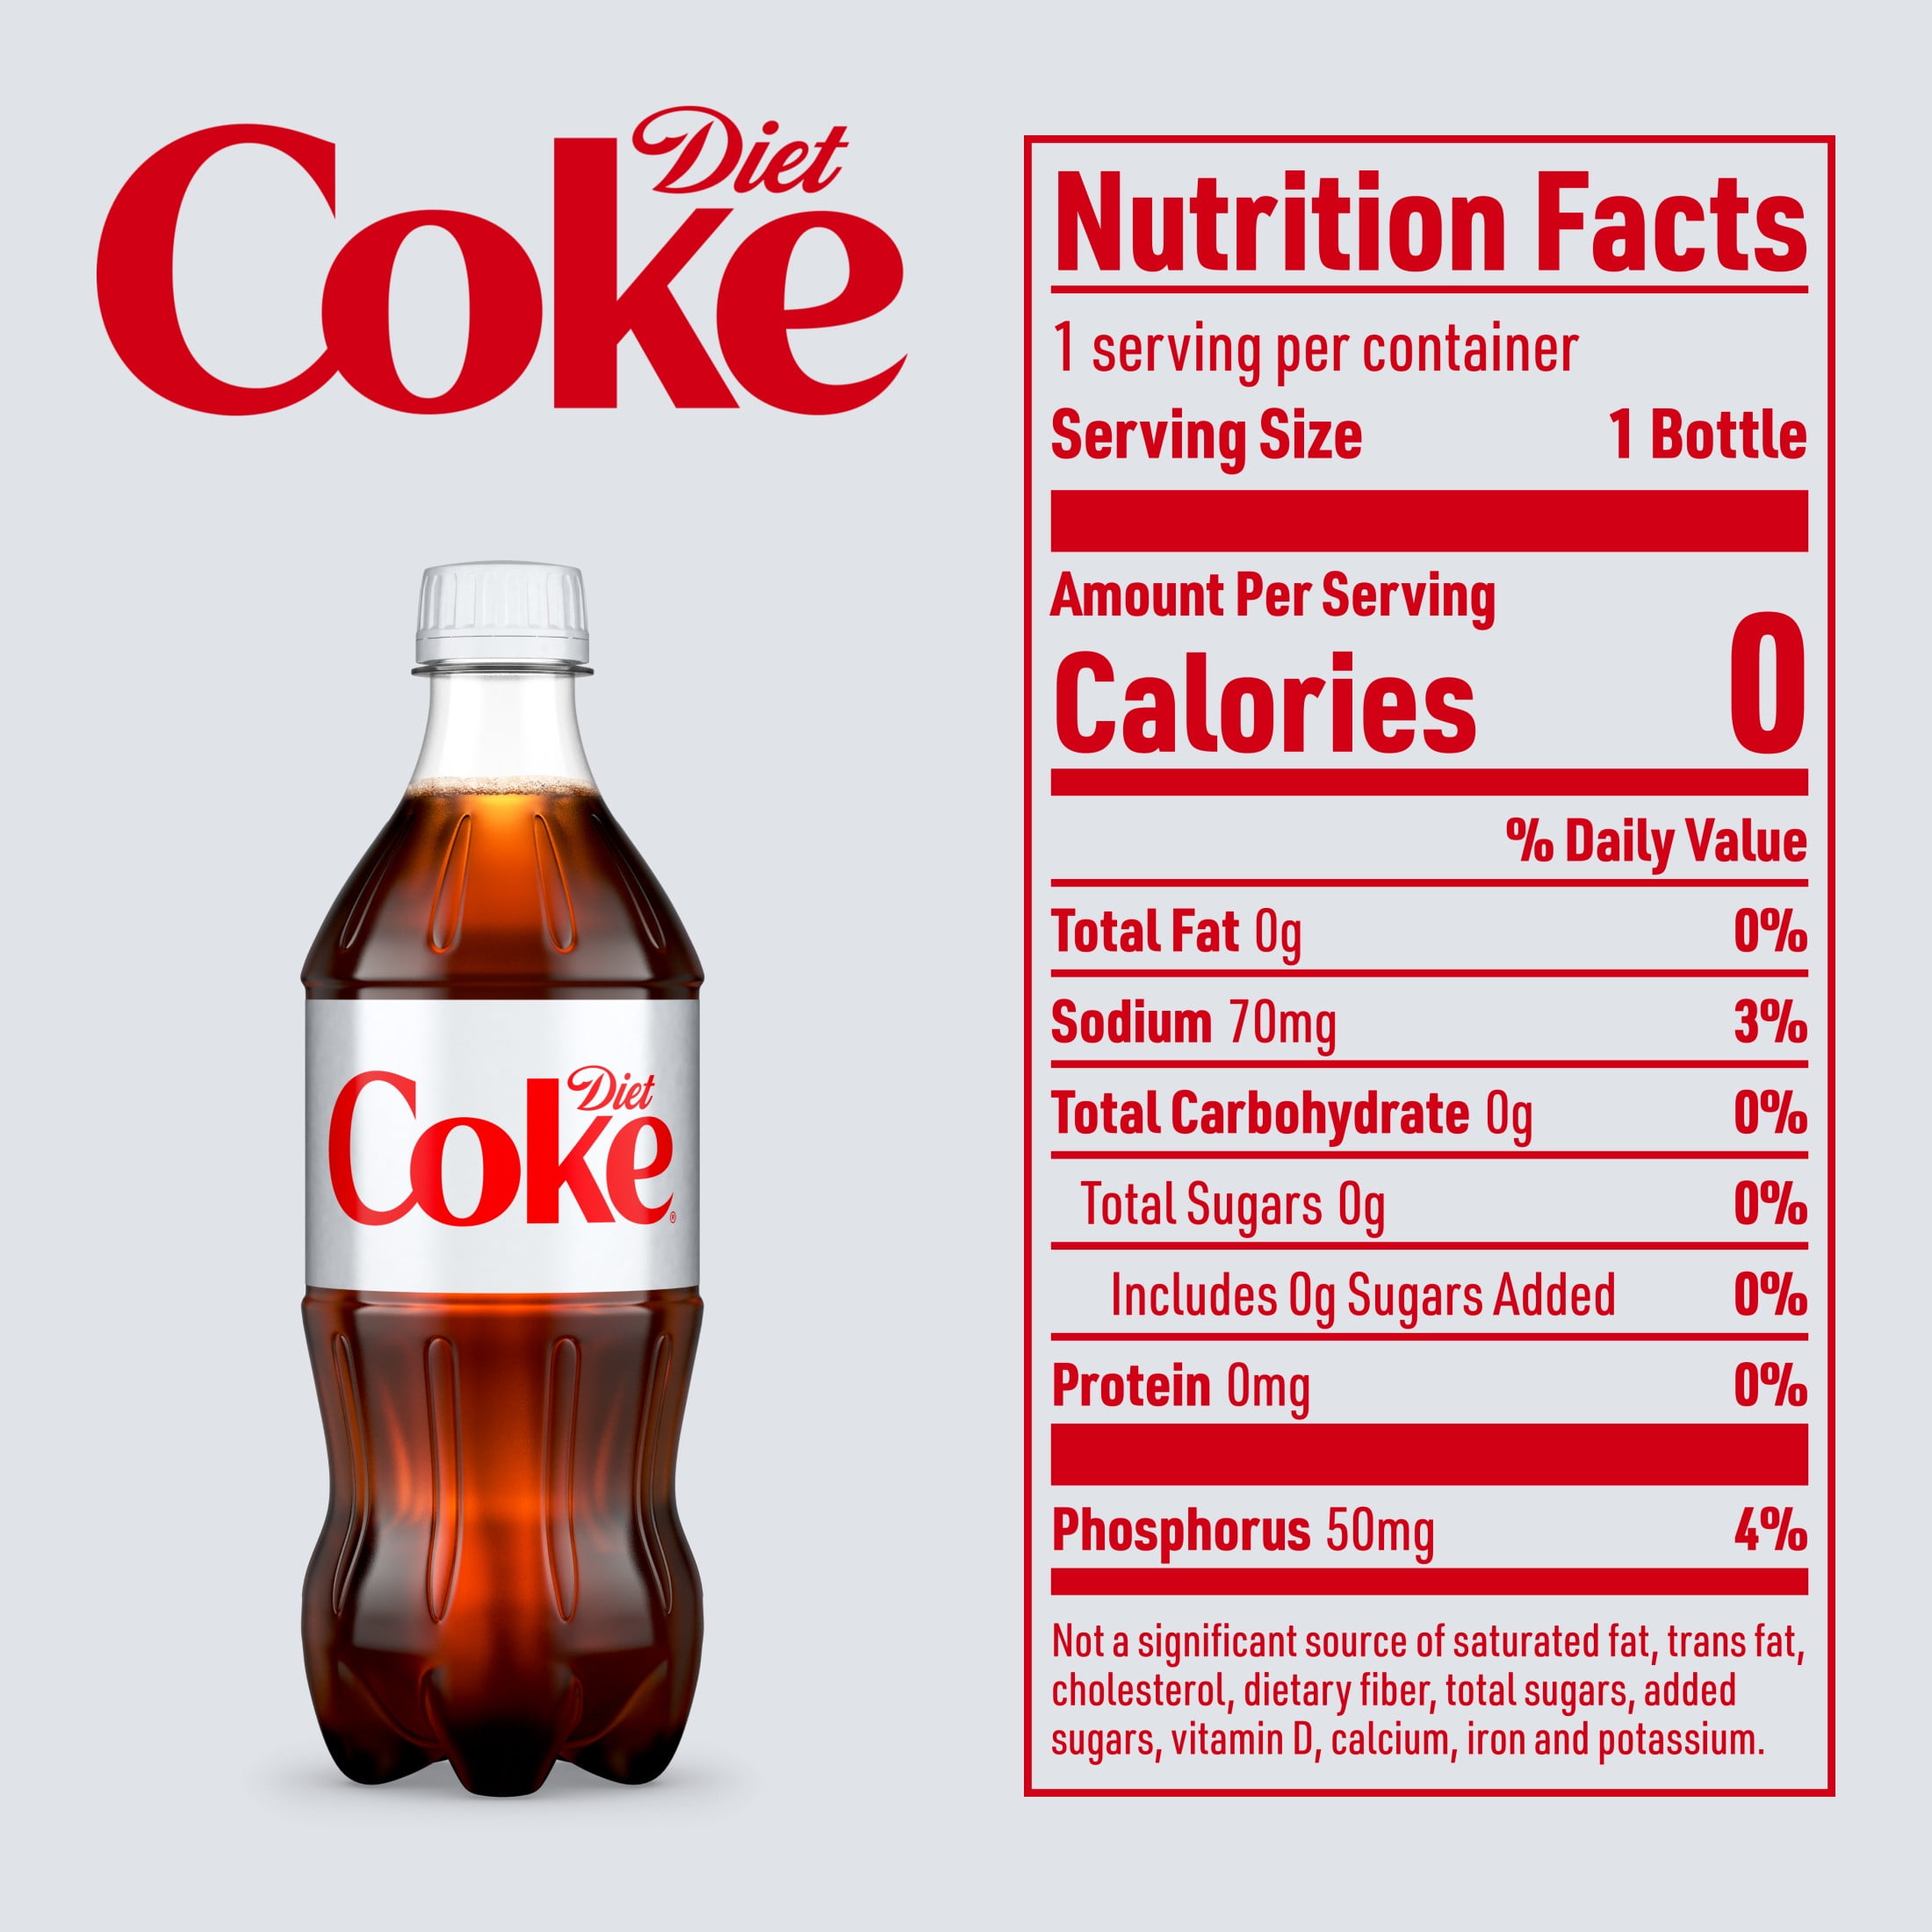 Diet
Coke
Diet
Coke®
Nutrition Facts
1 serving per container
Serving Size 1 Bottle
Amount Per Serving
Calories 0
% Daily Value
Total Fat 0g 0%
Sodium 70mg 3%
Total Carbohydrate 0g 0%
Total Sugars 0g 0%
Includes 0g Sugars Added 0%
Protein 0mg 0%
Phosphorus 50mg 4%
Not a significant source of saturated fat, trans fat,
cholesterol, dietary fiber, total sugars, added
sugars, vitamin D, calcium, iron and potassium.